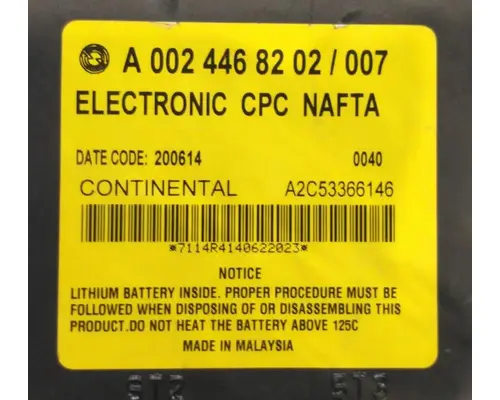 A 002 446 82 02 / 007
ELECTRONIC CPC NAFTA
DATE CODE: 200614 0040
CONTINENTAL A2C53366146
*7114R4140622023*
NOTICE
LITHIUM BATTERY INSIDE. PROPER PROCEDURE MUST BE
FOLLOWED WHEN DISPOSING OF OR DISASSEMBLING THIS
PRODUCT.DO NOT HEAT THE BATTERY ABOVE 125C
MADE IN MALAYSIA